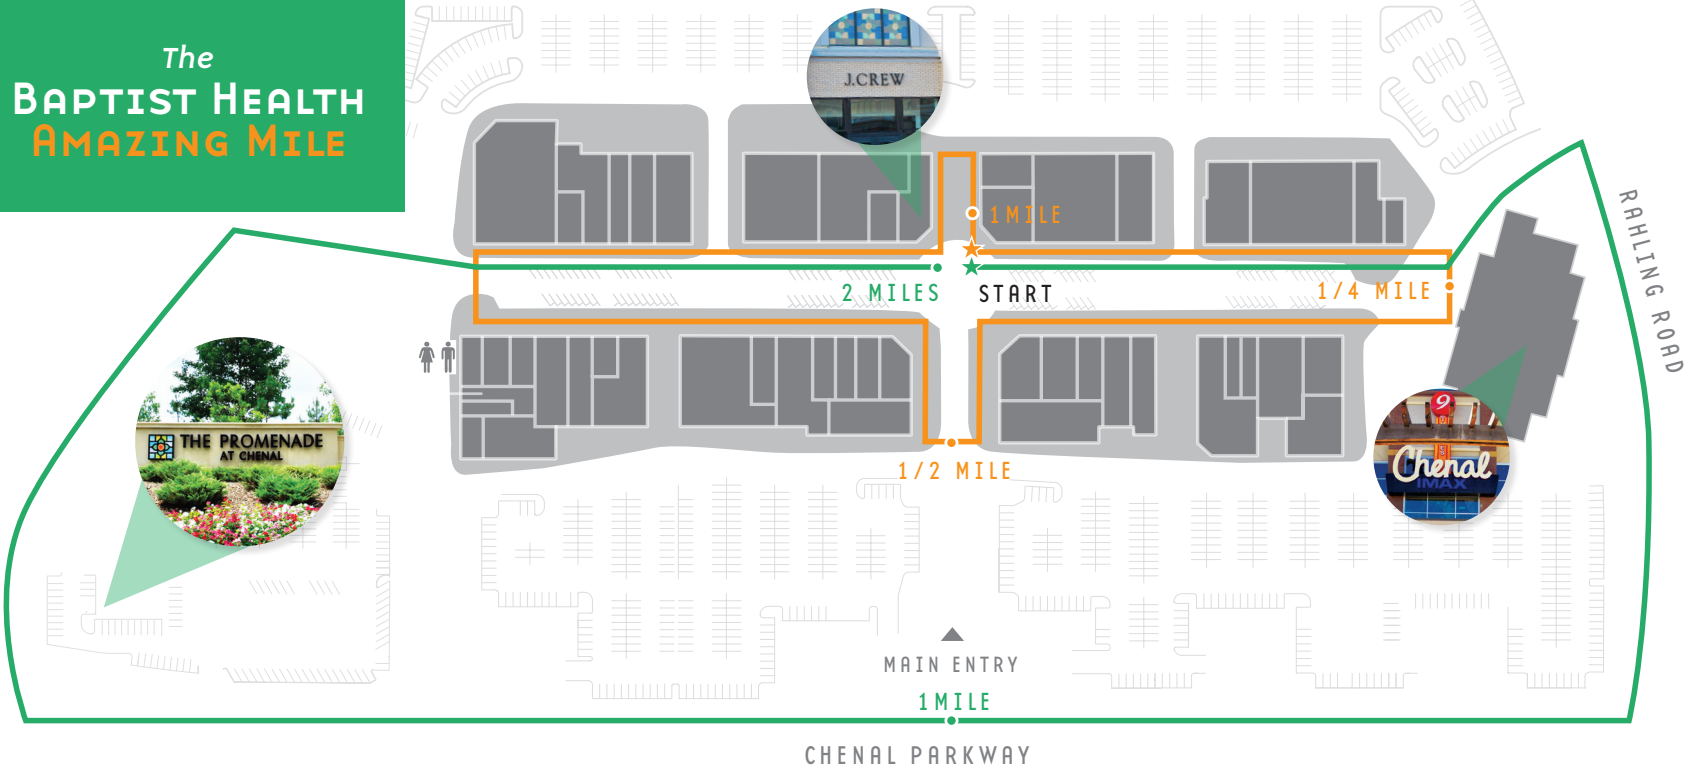 The
BAPTIST HEALTH
AMAZING MILE
J.CREW
1 MILE
2 MILES
START
1/4 MILE
RAHLING ROAD
THE PROMENADE
AT CHENAL
9
Chenal
IMAX
1/2 MILE
MAIN ENTRY
1 MILE
CHENAL PARKWAY